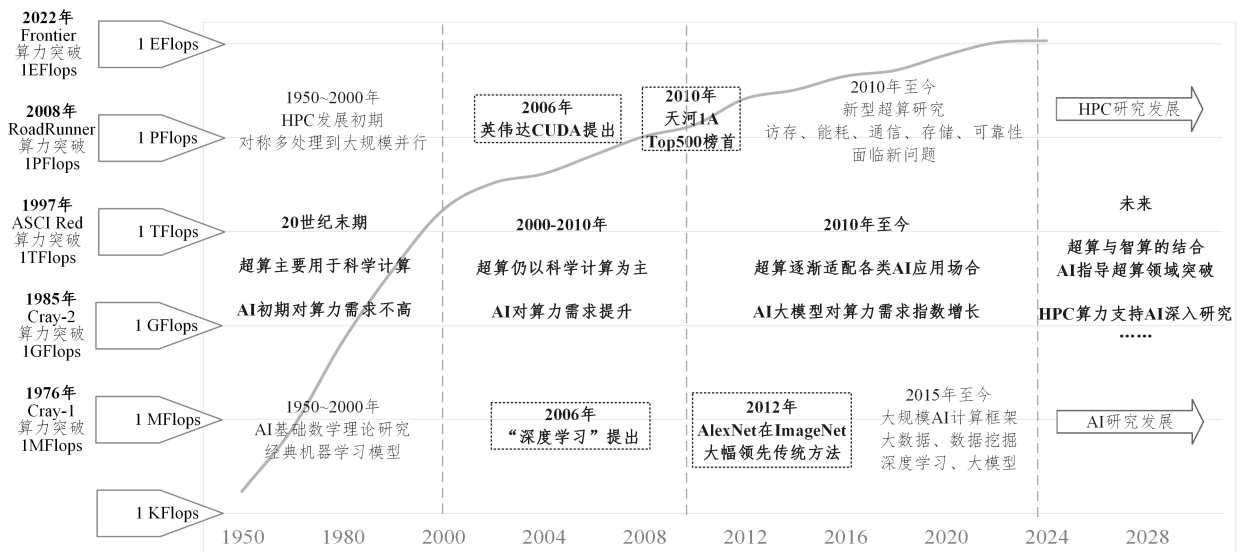 2022年
Frontier
算力突破
1EFlops
1 EFlops
2008年
RoadRunner
算力突破
1PFlops
1 PFlops
1997年
ASCI Red
算力突破
1TFlops
1 TFlops
1985年
Cray-2
算力突破
1GFlops
1 GFlops
1976年
Cray-1
算力突破
1MFlops
1 MFlops
1 KFlops
1950~2000年
HPC发展初期
对称多处理到大规模并行
2006年
英伟达CUDA提出
2010年
天河1A
Top500榜首
2010年至今
新型超算研究
访存、能耗、通信、存储、可靠性
面临新问题
HPC研究发展
20世纪末期
超算主要用于科学计算
AI初期对算力需求不高
2000-2010年
超算仍以科学计算为主
AI对算力需求提升
2010年至今
超算逐渐适配各类AI应用场合
AI大模型对算力需求指数增长
未来
超算与智算的结合
AI指导超算领域突破
HPC算力支持AI深入研究
……
1950~2000年
AI基础数学理论研究
经典机器学习模型
2006年
“深度学习”提出
2012年
AlexNet在ImageNet
大幅领先传统方法
2015年至今
大规模AI计算框架
大数据、数据挖掘
深度学习、大模型
AI研究发展
1950 1980 2000 2004 2008 2012 2016 2020 2024 2028